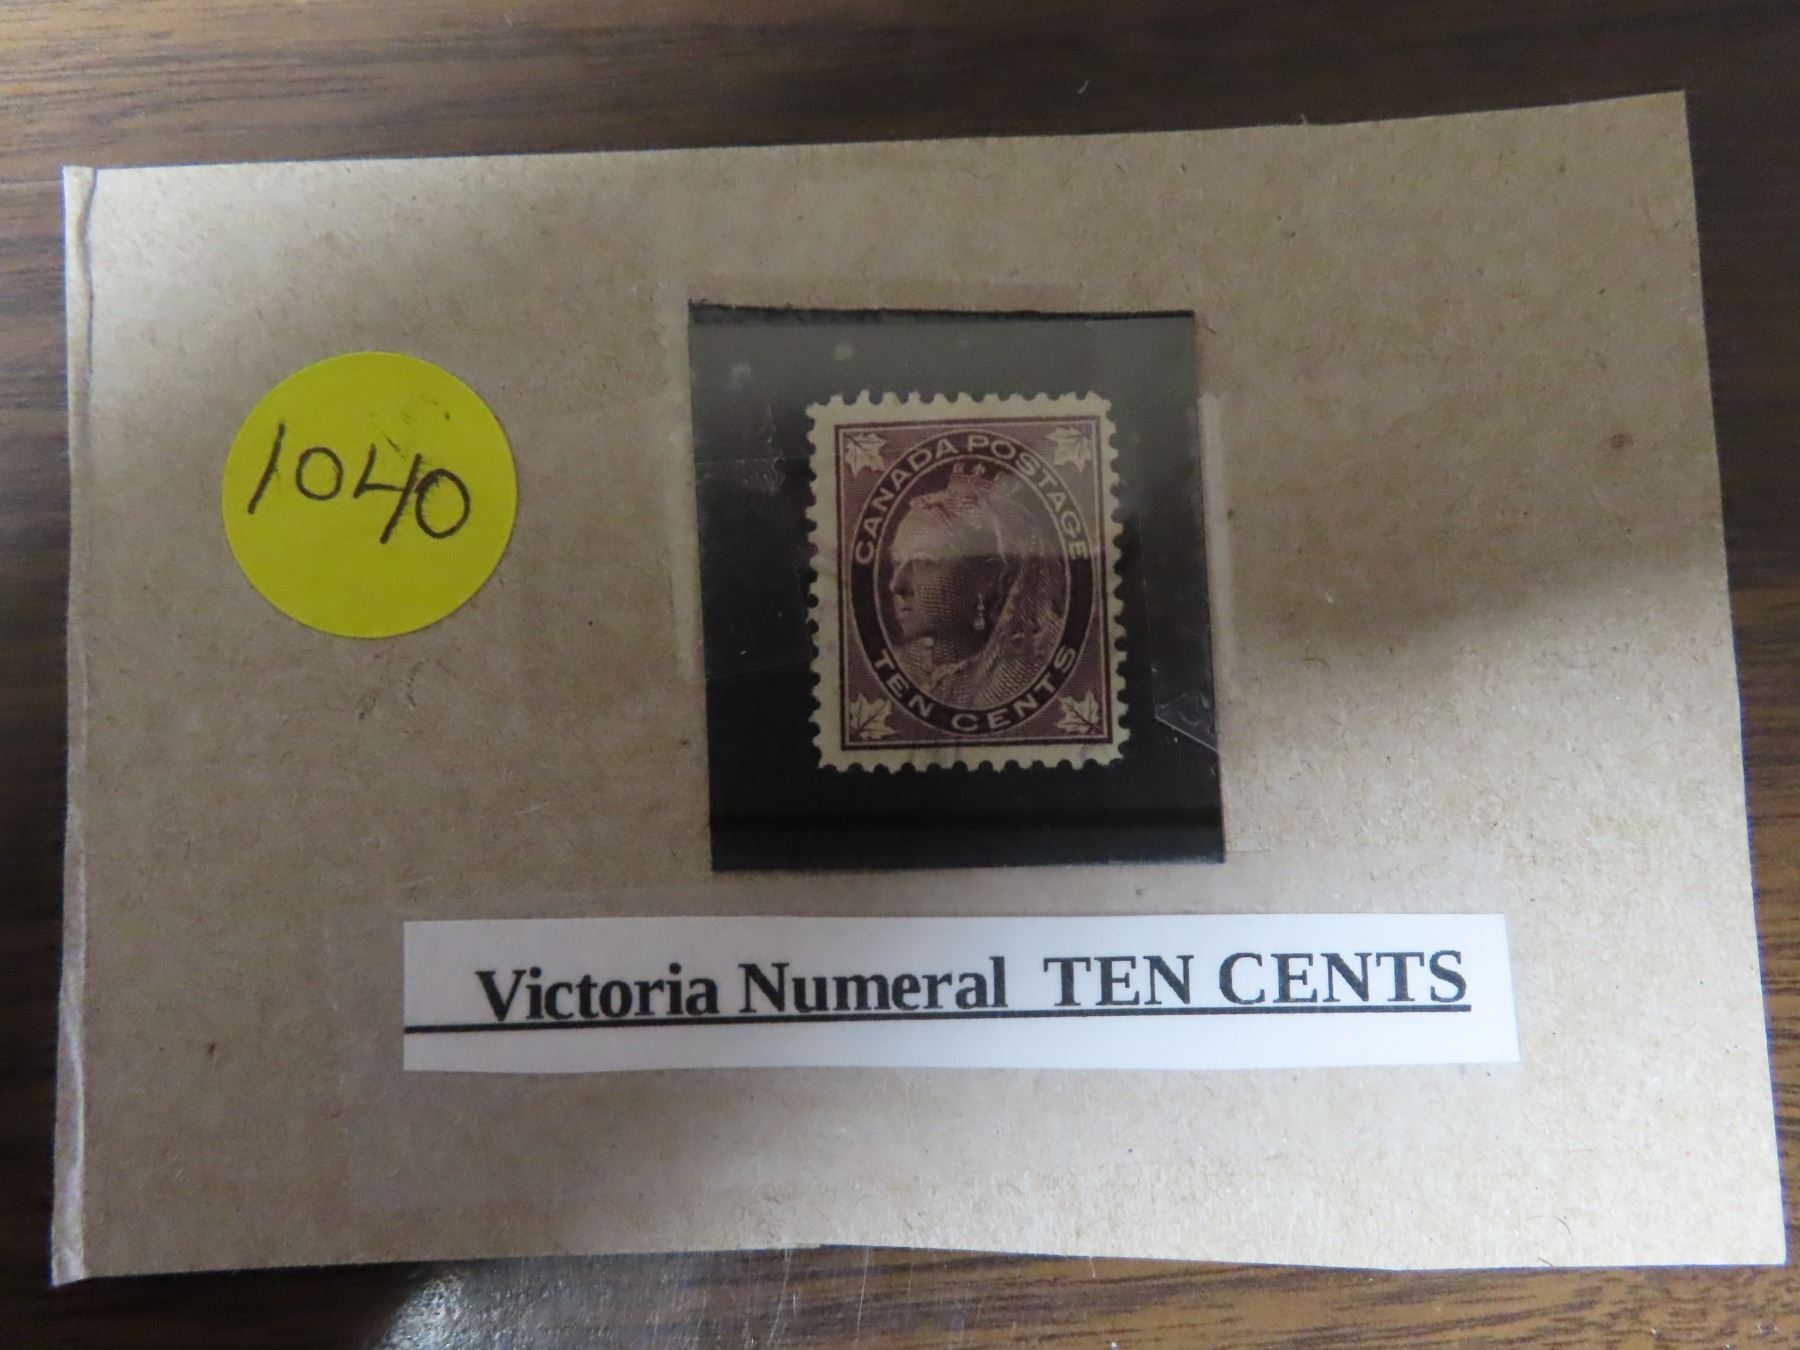 1040
CANADA POSTAGE
TEN CENTS
Victoria Numeral TEN CENTS